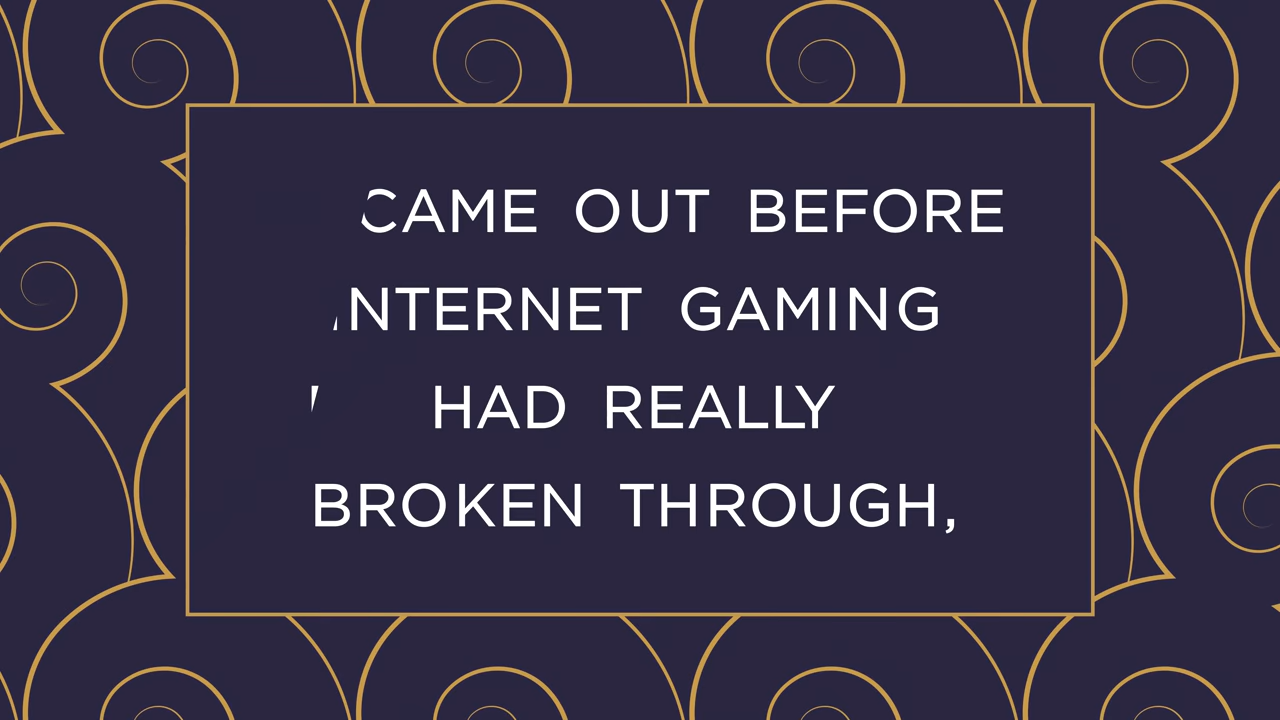 CAME OUT BEFORE
INTERNET GAMING
HAD REALLY
BROKEN THROUGH,